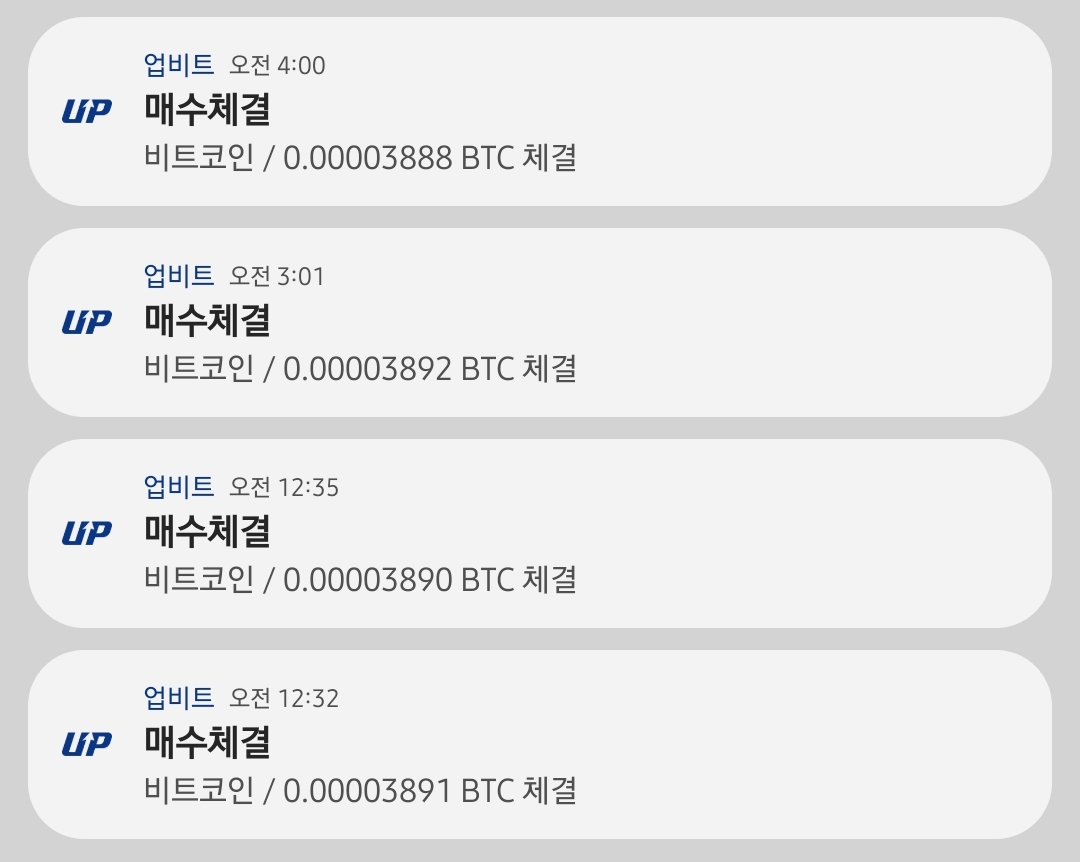 업비트 오전 4:00
UP
매수체결
비트코인 / 0.00003888 BTC 체결
업비트 오전 3:01
UP
매수체결
비트코인 / 0.00003892 BTC 체결
업비트 오전 12:35
UP
매수체결
비트코인 / 0.00003890 BTC 체결
업비트 오전 12:32
UP
매수체결
비트코인 / 0.00003891 BTC 체결